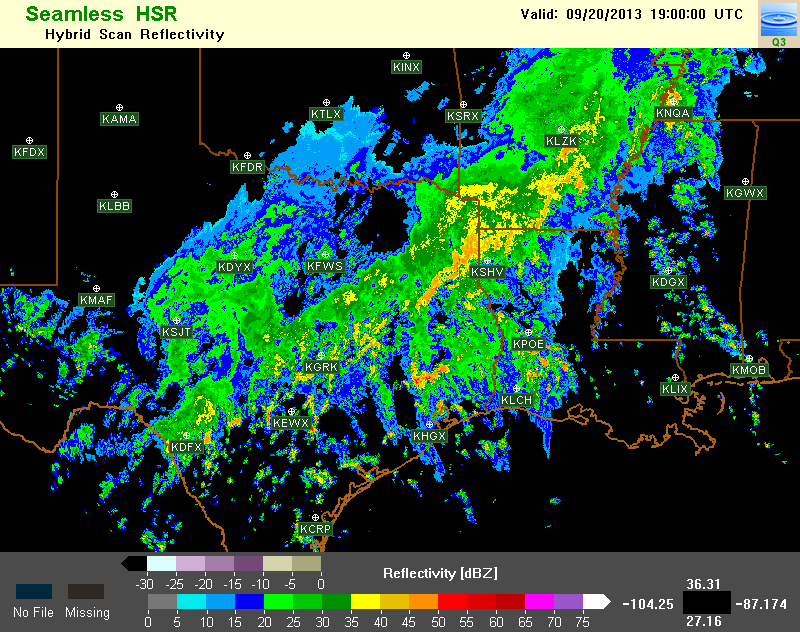 Seamless HSR
Hybrid Scan Reflectivity
Valid: 09/20/2013 19:00:00 UTC
Q3
KINX
KAMA
KTLX
KSRX
KNQA
KFDX
KLZK
KFDR
KGWX
KLBB
KDYX
KFWS
KSHV
KDGX
KMAF
KSJT
KPOE
KGRK
KMOB
KLIX
KLCH
KEWX
KHGX
KDFX
KCRP
-30 -25 -20 -15 -10 -5 0
Reflectivity [dBZ]
No File Missing
0 5 10 15 20 25 30 35 40 45 50 55 60 65 70 75
36.31
-104.25 -87.174
27.16